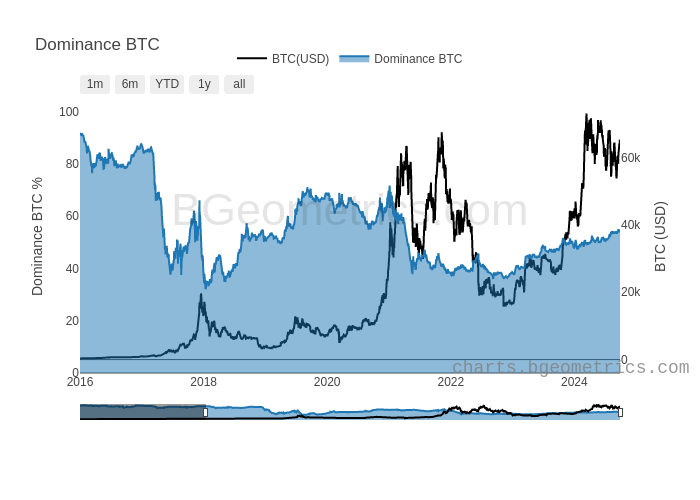 Dominance BTC
BTC(USD) Dominance BTC
1m 6m YTD 1y all
100
80
60
40
20
0
Dominance BTC %
BGeometrics.com
60k
40k
20k
0
BTC (USD)
charts.bgeometrics.com
2016 2018 2020 2022 2024